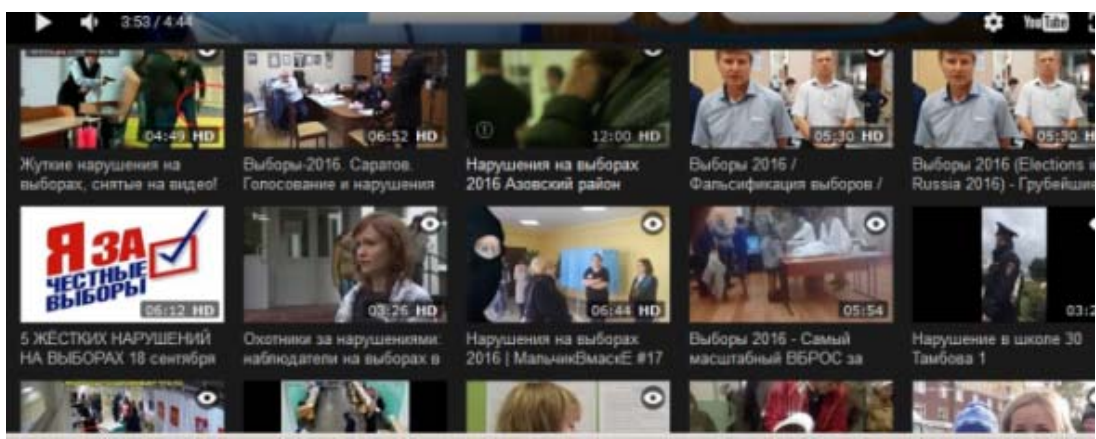 3:53 / 4:44
YouTube
04:49 HD
06:52 HD
12:00 HD
05:30 HD
05:30 H
Жуткие нарушения на
выборах, снятые на видео!
Выборы-2016. Саратов.
Голосование и нарушения
Нарушения на выборах
2016 Азовский район
Выборы 2016 /
Фальсификация выборов /
Выборы 2016 (Elections i
Russia 2016) - Грубейшие
Я ЗА
ЧЕСТНЫЕ
ВЫБОРЫ
06:12 HD
03:26 HD
06:44 HD
05:54
03:2
5 ЖЁСТКИХ НАРУШЕНИЙ
НА ВЫБОРАХ 18 сентября
Охотники за нарушениями:
наблюдатели на выборах в
Нарушения на выборах
2016 | МальчикВмаскЕ #17
Выборы 2016 - Самый
масштабный ВБРОС за
Нарушение в школе 30
Тамбова 1